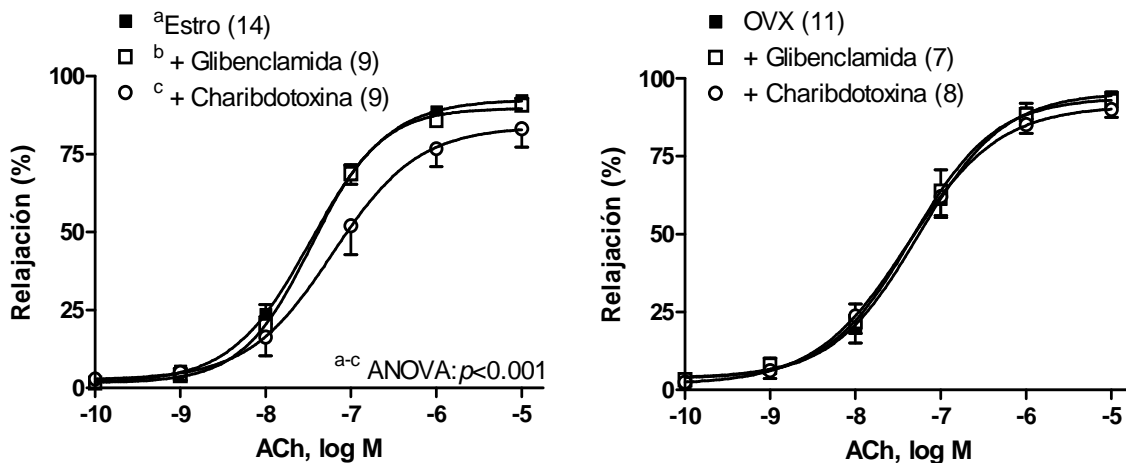 ᵃEstro (14)
ᵇ + Glibenclamida (9)
ᶜ + Charibdotoxina (9)
100
75
50
25
0
Relajación (%)
ᵃ⁻ᶜ ANOVA: p<0.001
-10 -9 -8 -7 -6 -5
ACh, log M
OVX (11)
+ Glibenclamida (7)
+ Charibdotoxina (8)
100
75
50
25
0
Relajación (%)
-10 -9 -8 -7 -6 -5
ACh, log M